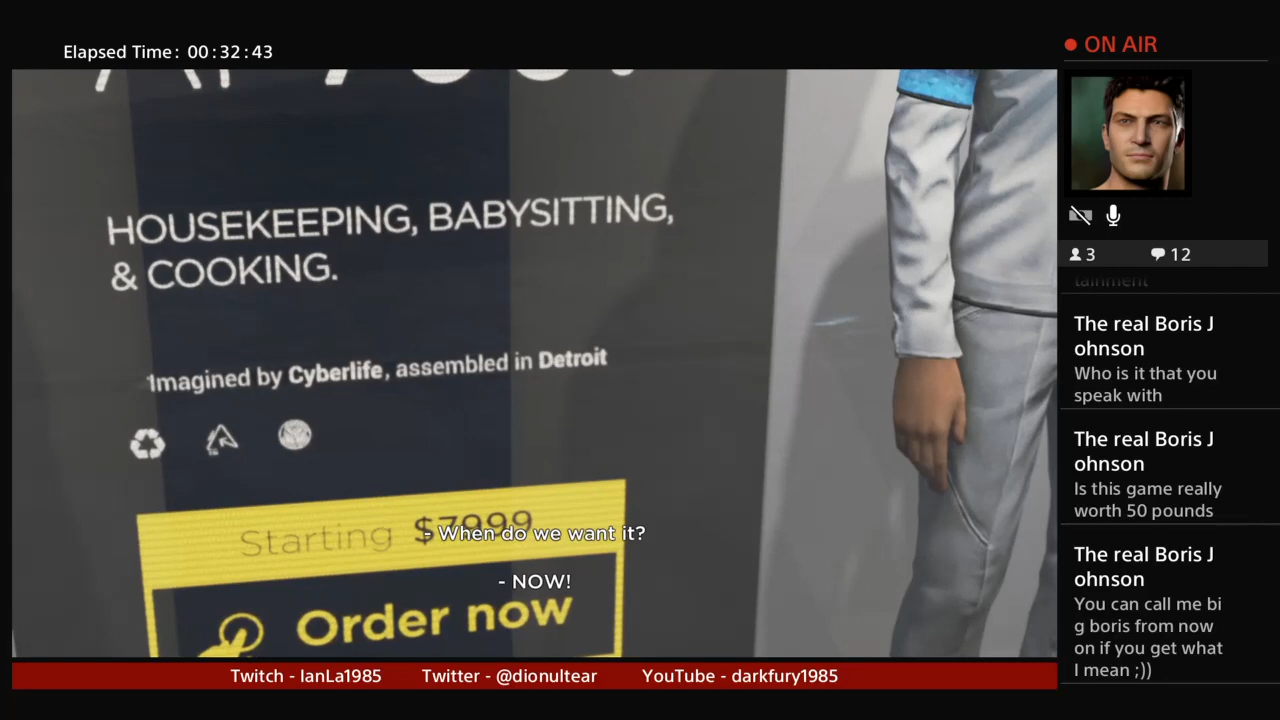 Elapsed Time: 00:32:43
ON AIR
HOUSEKEEPING, BABYSITTING,
& COOKING.
Imagined by Cyberlife, assembled in Detroit
Starting $7999
- When do we want it?
- NOW!
Order now
3 12
tainment
The real Boris J
ohnson
Who is it that you
speak with
The real Boris J
ohnson
Is this game really
worth 50 pounds
The real Boris J
ohnson
You can call me bi
g boris from now
on if you get what
I mean ;))
Twitch - IanLa1985 Twitter - @dionultear YouTube - darkfury1985